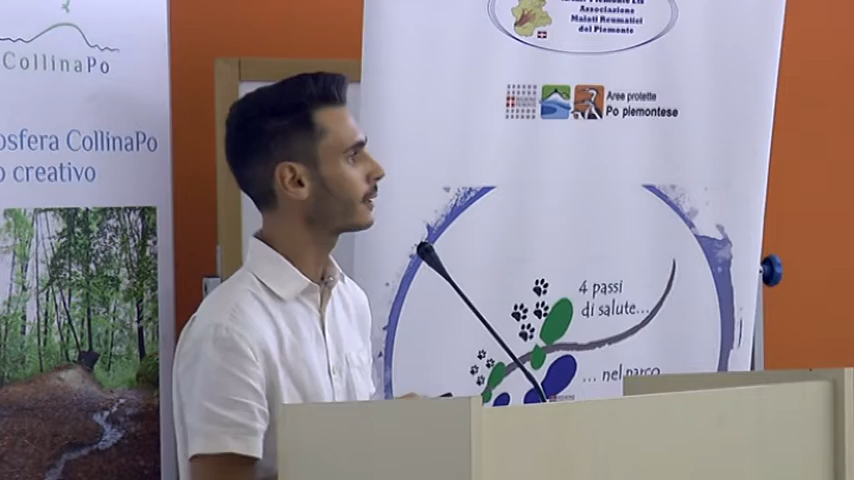 CollinaPo
osfera CollinaPo
o creativo
Associazione
Malati Reumatici
del Piemonte
Aree protette
Po piemontese
4 passi
di salute...
... nel parco